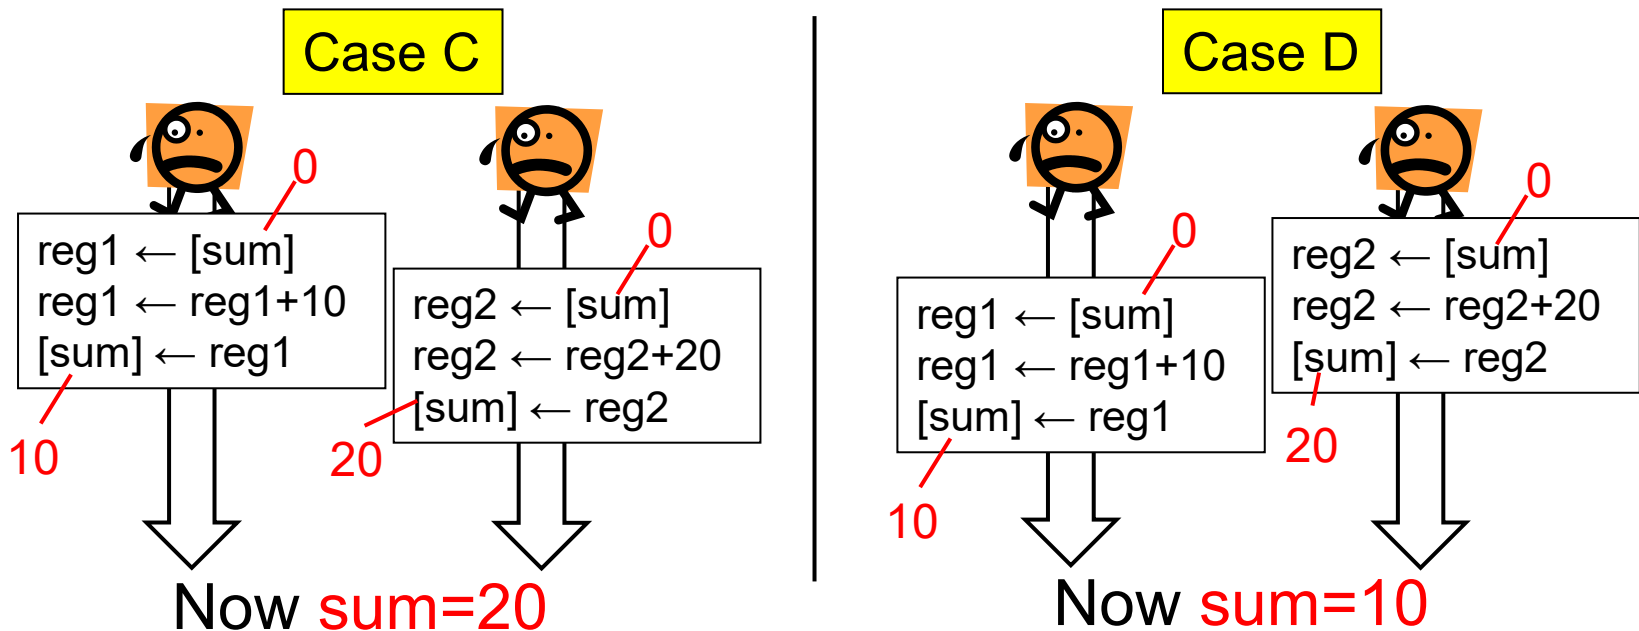 Case C
0
reg1 ← [sum]
reg1 ← reg1+10
[sum] ← reg1
10
0
reg2 ← [sum]
reg2 ← reg2+20
[sum] ← reg2
20
Now sum=20
Case D
0
reg1 ← [sum]
reg1 ← reg1+10
[sum] ← reg1
10
0
reg2 ← [sum]
reg2 ← reg2+20
[sum] ← reg2
20
Now sum=10